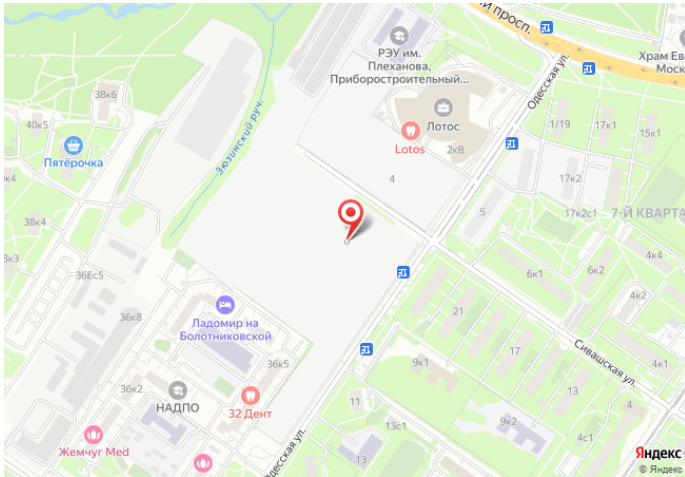 Й ПРОСП.
РЭУ им.
Плеханова,
Приборостроительный...
Храм Ев
Моск
Одесская ул.
38к6
40к5
Пятёрочка
Зюзинский руч.
Лотос
Lotos
2кВ
1/19
17к1
15к1
17к2
4
5
17к2с1
7-Й КВАРТА
к4
38к4
8к3
36Ес5
36к8
4к4
6к2
6к1
4к2
4к1
Ладомир на
Болотниковской
21
19
17
Сивашская ул.
36к5
36к2
НАДПО
32 Дент
9к1
13
4
11
9к2
4с1
13с1
13
Жемчуг Med
Одесская ул.
Яндекс
© Яндекс